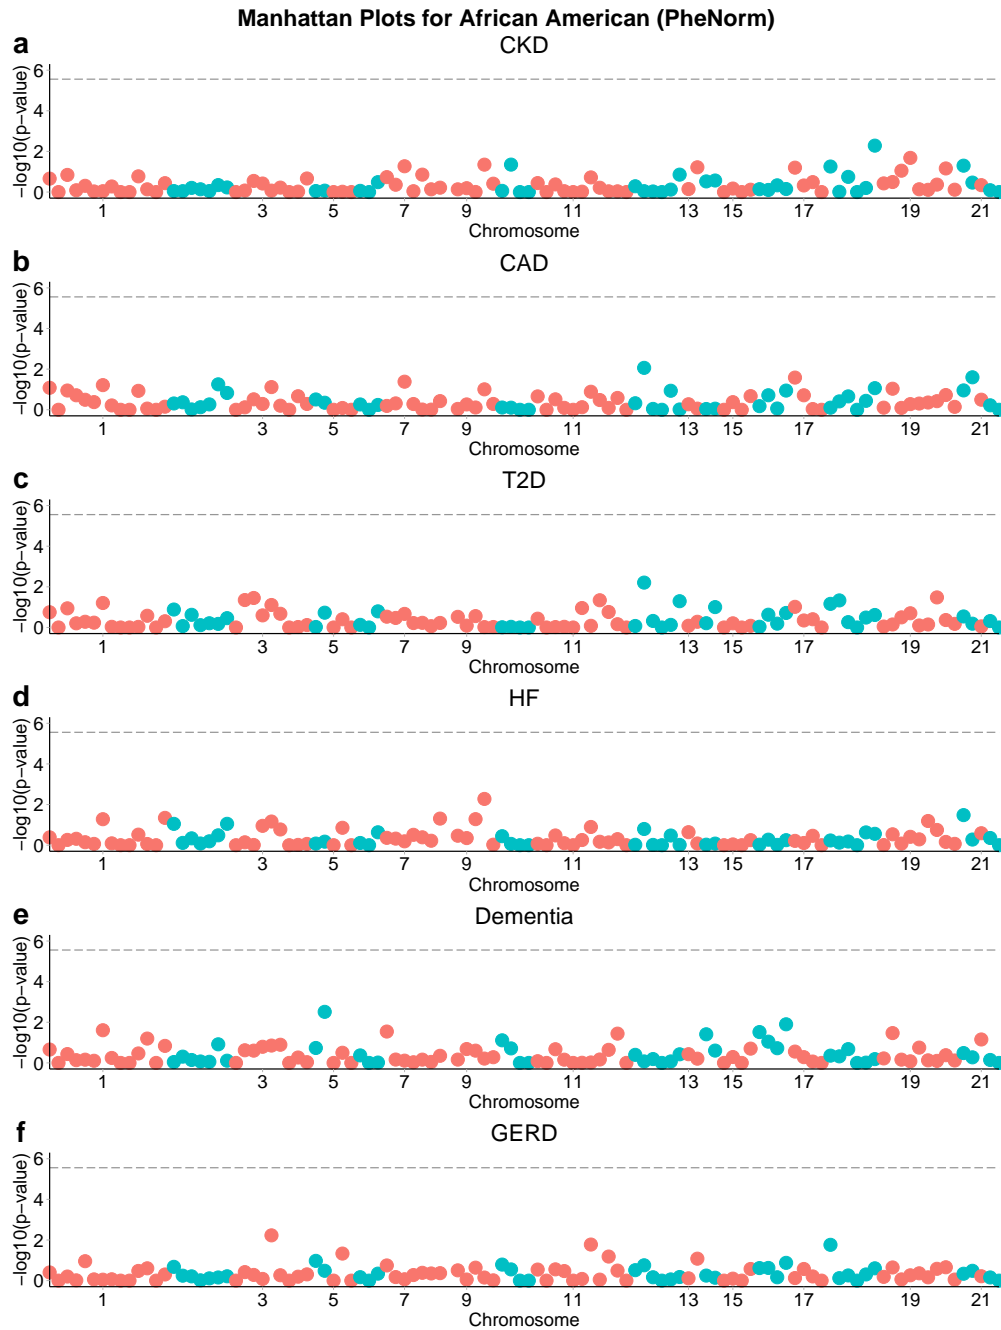 Manhattan Plots for African American (PheNorm)
a
CKD
−log10(p−value)
6
4
2
0
1 3 5 7 9 11 13 15 17 19 21
Chromosome
b
CAD
−log10(p−value)
6
4
2
0
1 3 5 7 9 11 13 15 17 19 21
Chromosome
c
T2D
−log10(p−value)
6
4
2
0
1 3 5 7 9 11 13 15 17 19 21
Chromosome
d
HF
−log10(p−value)
6
4
2
0
1 3 5 7 9 11 13 15 17 19 21
Chromosome
e
Dementia
−log10(p−value)
6
4
2
0
1 3 5 7 9 11 13 15 17 19 21
Chromosome
f
GERD
−log10(p−value)
6
4
2
0
1 3 5 7 9 11 13 15 17 19 21
Chromosome